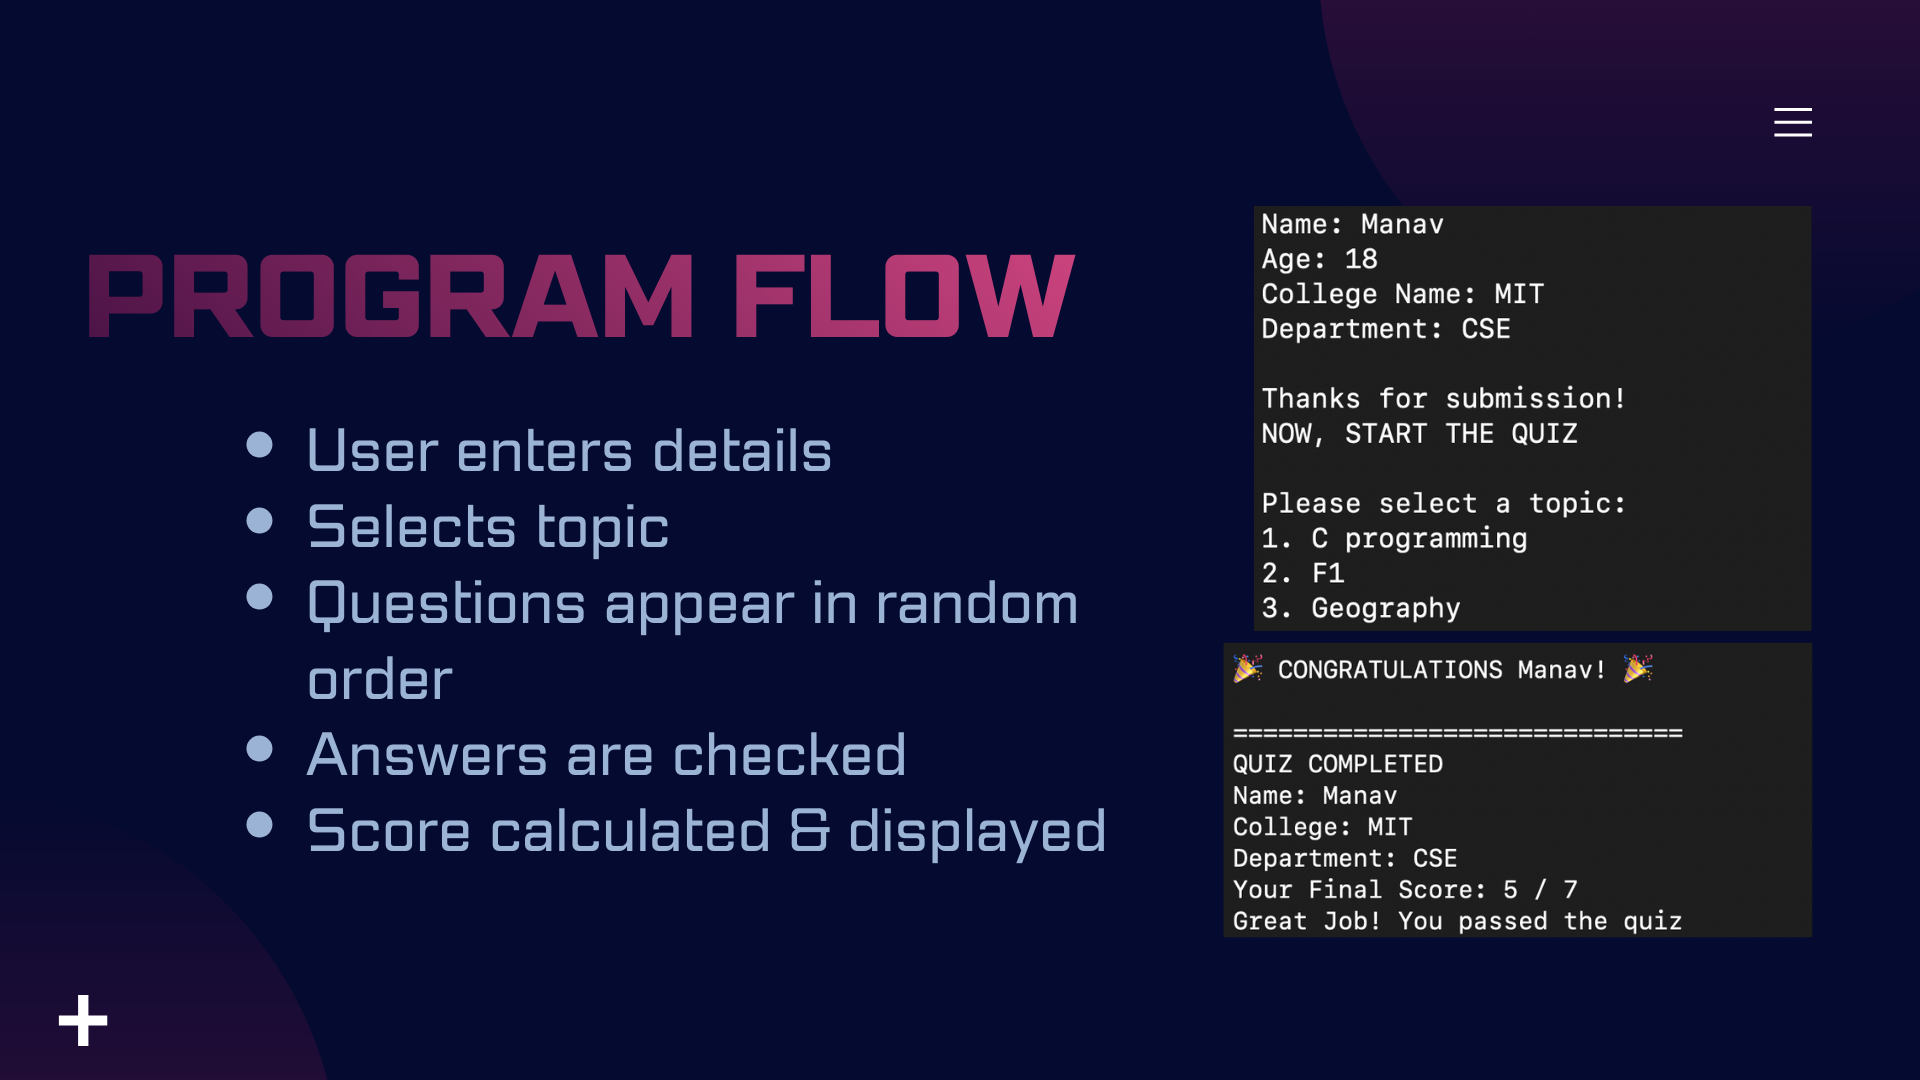 PROGRAM FLOW
• User enters details
• Selects topic
• Questions appear in random
order
• Answers are checked
• Score calculated & displayed
Name: Manav
Age: 18
College Name: MIT
Department: CSE
Thanks for submission!
NOW, START THE QUIZ
Please select a topic:
1. C programming
2. F1
3. Geography
🎉 CONGRATULATIONS Manav! 🎉
==============================
QUIZ COMPLETED
Name: Manav
College: MIT
Department: CSE
Your Final Score: 5 / 7
Great Job! You passed the quiz